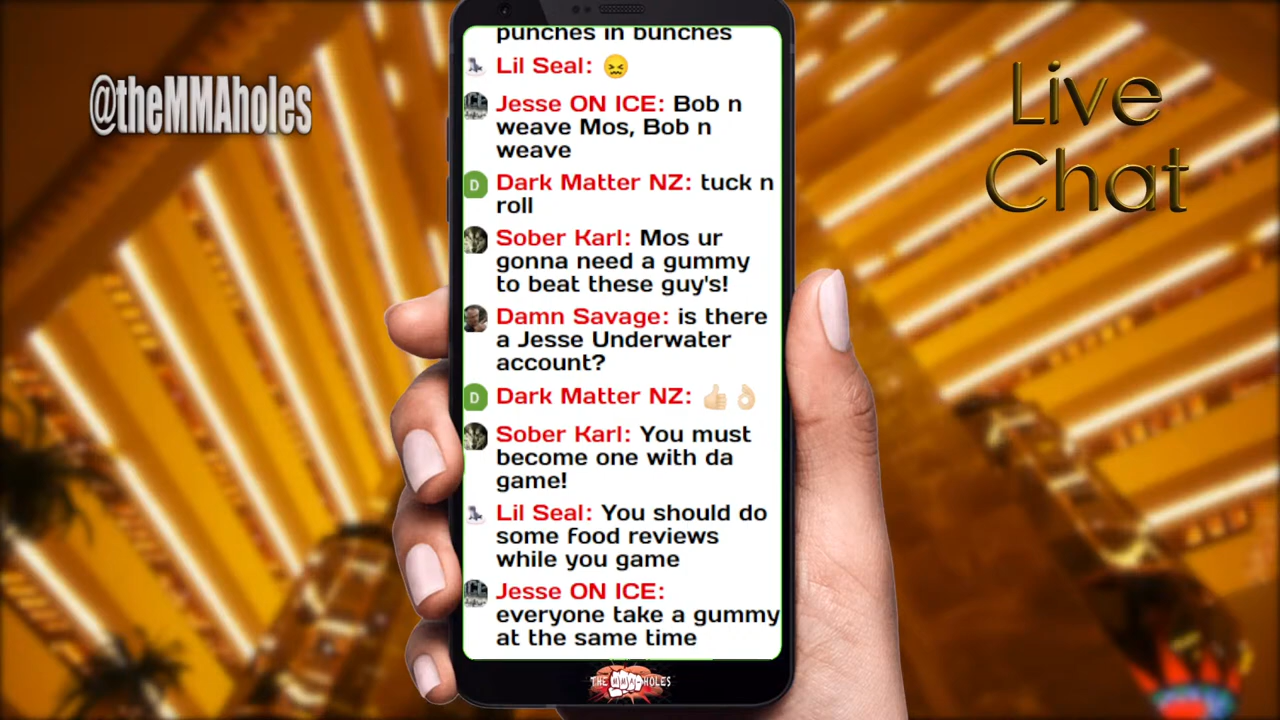 @theMMAholes
Live
Chat
punches in bunches
Lil Seal: 😖
Jesse ON ICE: Bob n
weave Mos, Bob n
weave
D Dark Matter NZ: tuck n
roll
Sober Karl: Mos ur
gonna need a gummy
to beat these guy's!
Damn Savage: is there
a Jesse Underwater
account?
D Dark Matter NZ: 👍🏻👌🏻
Sober Karl: You must
become one with da
game!
Lil Seal: You should do
some food reviews
while you game
Jesse ON ICE:
everyone take a gummy
at the same time
THE MMA HOLES